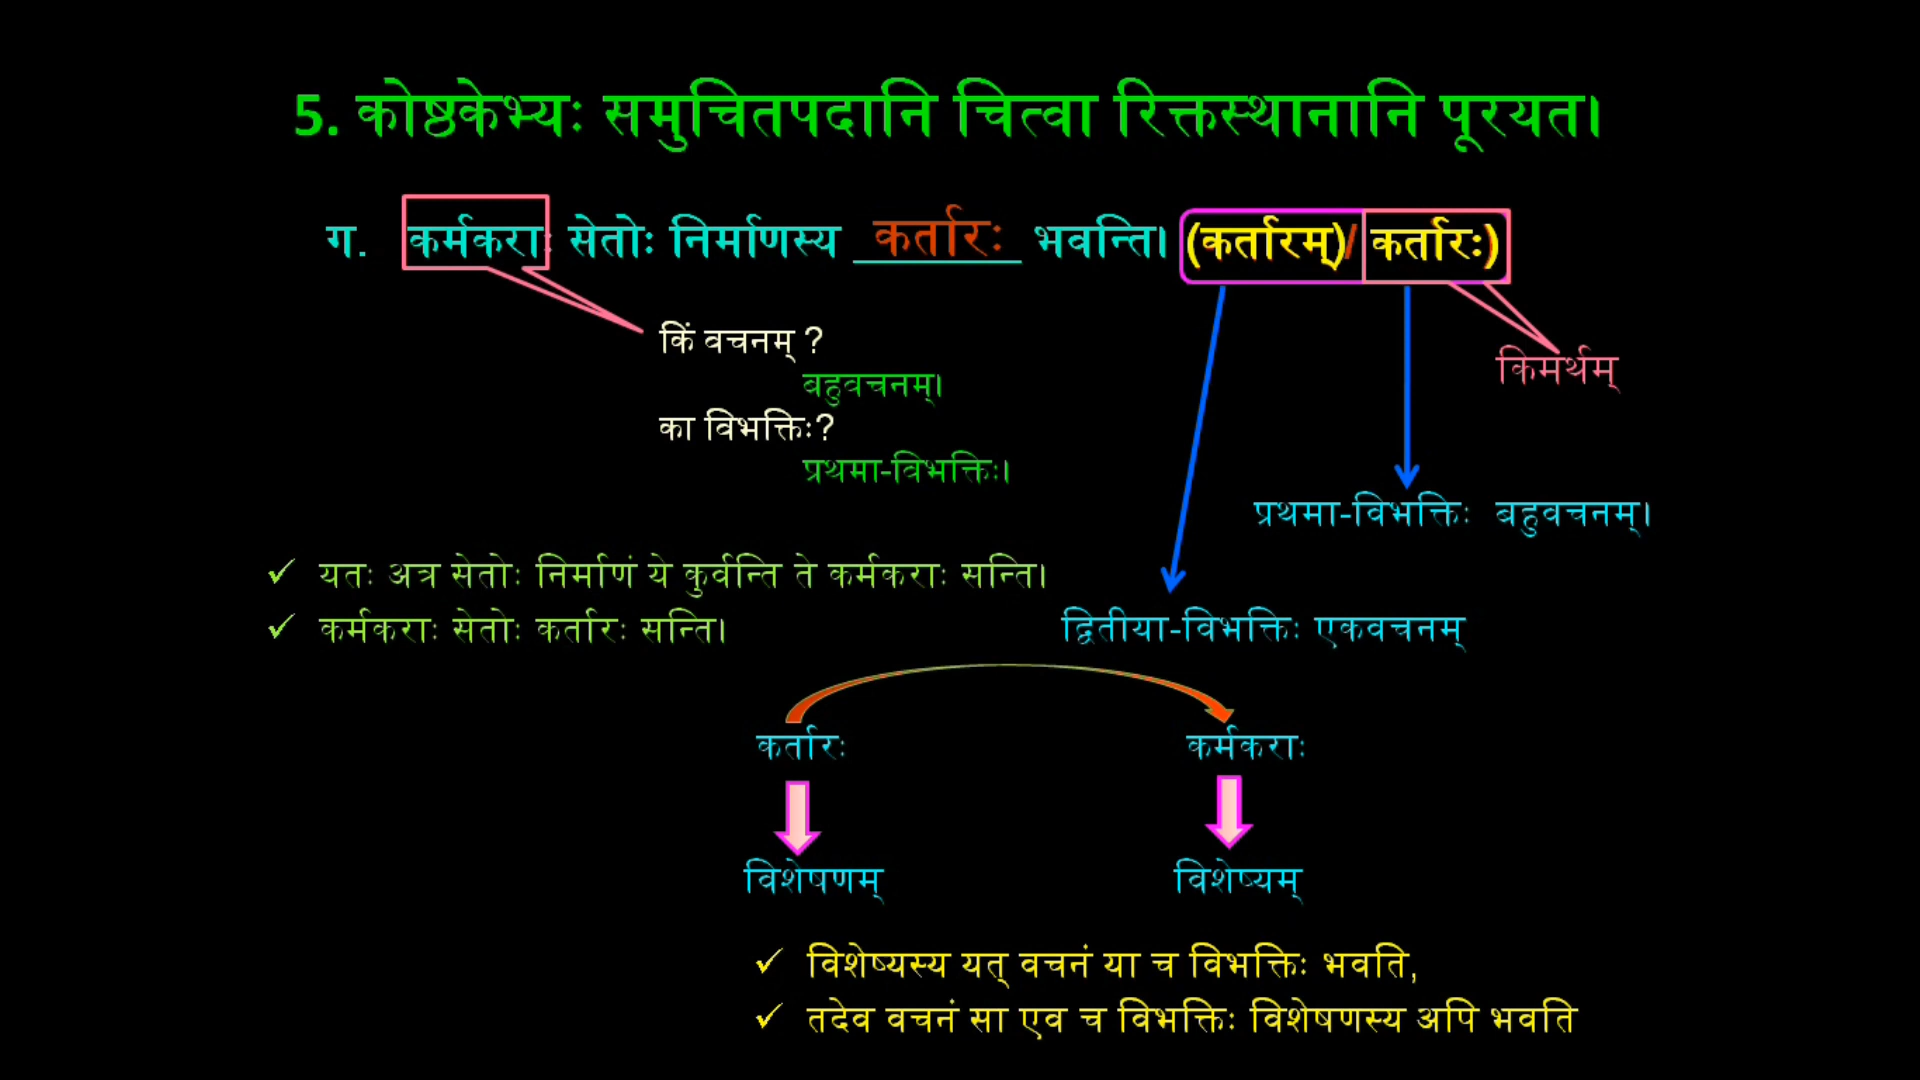 5. कोष्ठकेभ्यः समुचितपदानि चित्वा रिक्तस्थानानि पूरयत।
ग. कर्मकराः सेतोः निर्माणस्य कर्तारः भवन्ति। (कर्तारम्/ कर्तारः)
किं वचनम् ?
किमर्थम्
बहुवचनम्।
का विभक्तिः?
प्रथमा-विभक्तिः।
प्रथमा-विभक्तिः बहुवचनम्।
✓ यतः अत्र सेतोः निर्माणं ये कुर्वन्ति ते कर्मकराः सन्ति।
✓ कर्मकराः सेतोः कर्तारः सन्ति।
द्वितीया-विभक्तिः एकवचनम्
कर्तारः कर्मकराः
विशेषणम् विशेष्यम्
✓ विशेष्यस्य यत् वचनं या च विभक्तिः भवति,
✓ तदेव वचनं सा एव च विभक्तिः विशेषणस्य अपि भवति